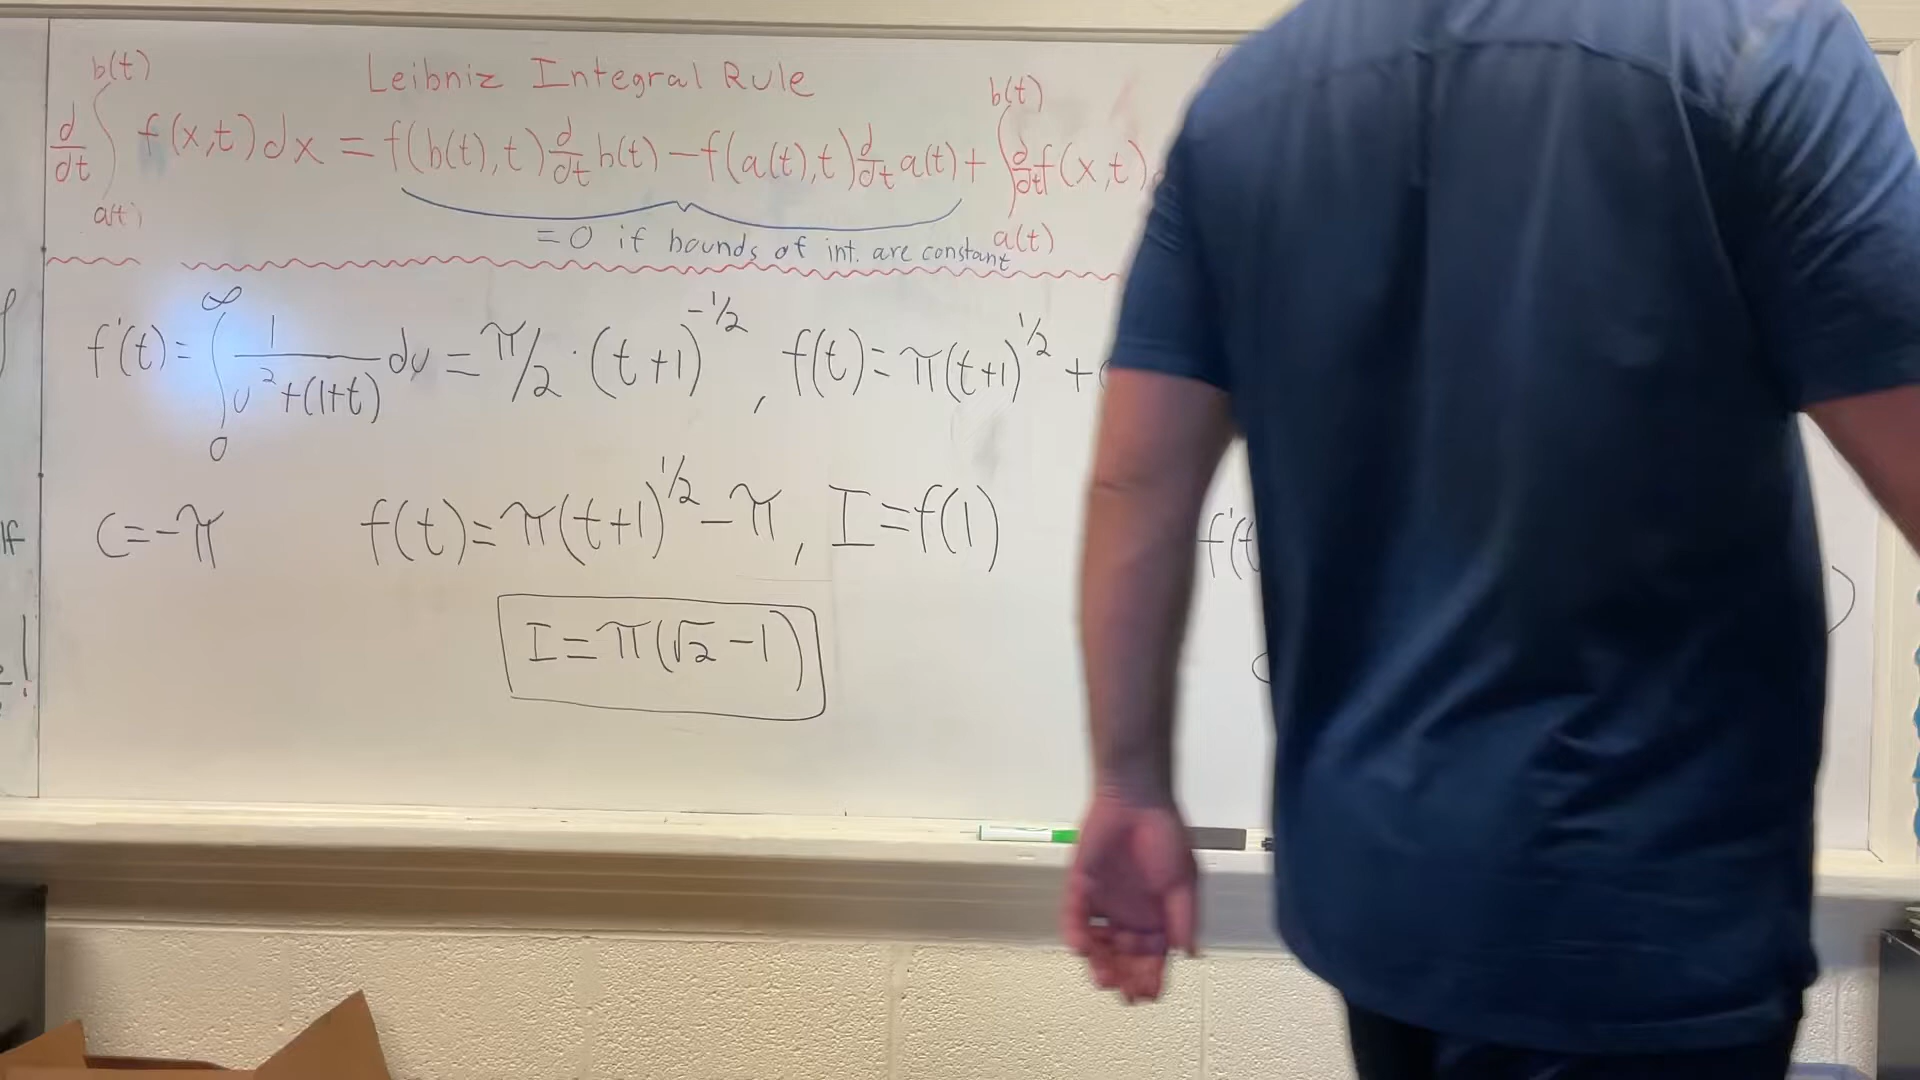 Leibniz Integral Rule
d/dt ∫_{a(t)}^{b(t)} f(x,t)dx = f(b(t),t) d/dt b(t) − f(a(t),t) d/dt a(t) + ∫_{a(t)}^{b(t)} d/dt f(x,t)
= 0 if bounds of int. are constant
f'(t) = ∫_0^∞ 1/(u²+(1+t)) du = π/2 · (t+1)^{-1/2} , f(t) = π(t+1)^{1/2} +
C=-π f(t)=π(t+1)^{1/2}-π, I=f(1)
f'(t
I=π(√2-1)